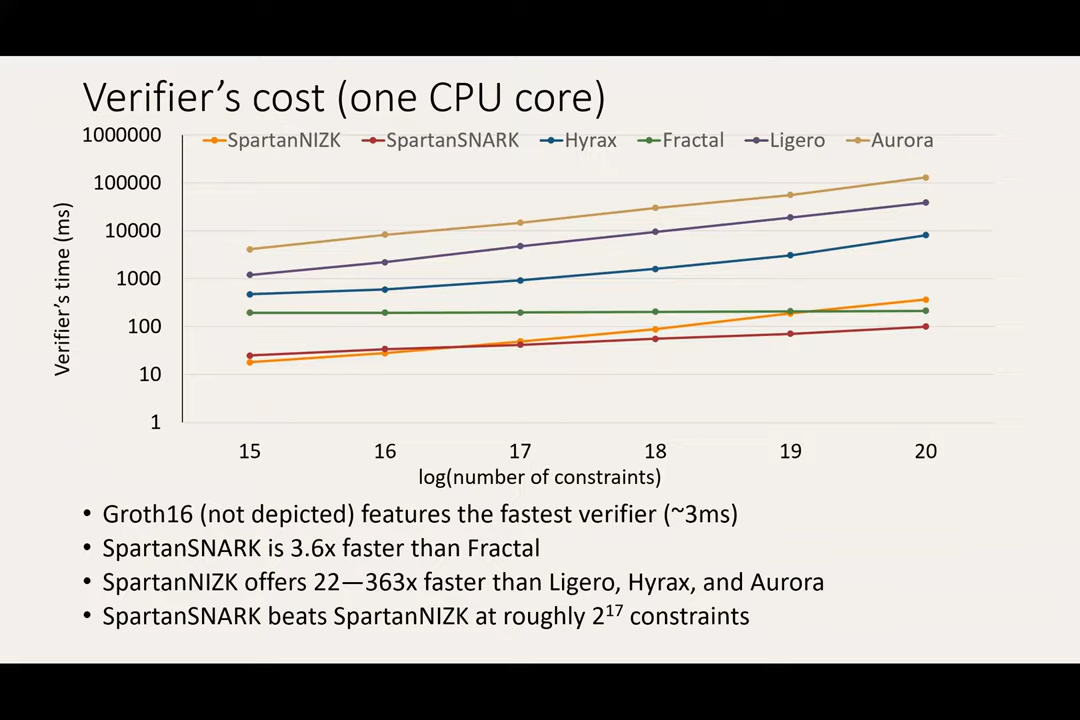 Verifier's cost (one CPU core)
1000000
SpartanNIZK SpartanSNARK Hyrax Fractal Ligero Aurora
100000
10000
1000
100
10
1
Verifier's time (ms)
15 16 17 18 19 20
log(number of constraints)
• Groth16 (not depicted) features the fastest verifier (~3ms)
• SpartanSNARK is 3.6x faster than Fractal
• SpartanNIZK offers 22—363x faster than Ligero, Hyrax, and Aurora
• SpartanSNARK beats SpartanNIZK at roughly 2¹⁷ constraints